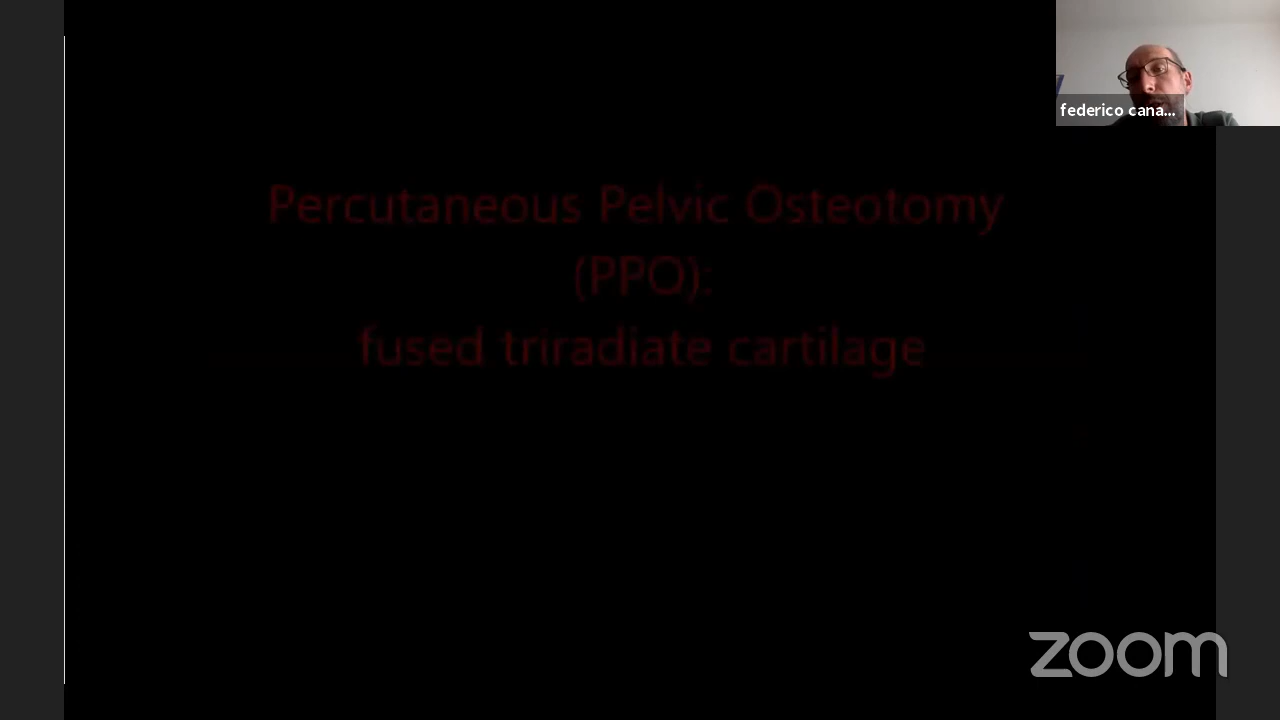 federico cana...
Percutaneous Pelvic Osteotomy
(PPO):
fused triradiate cartilage
zoom